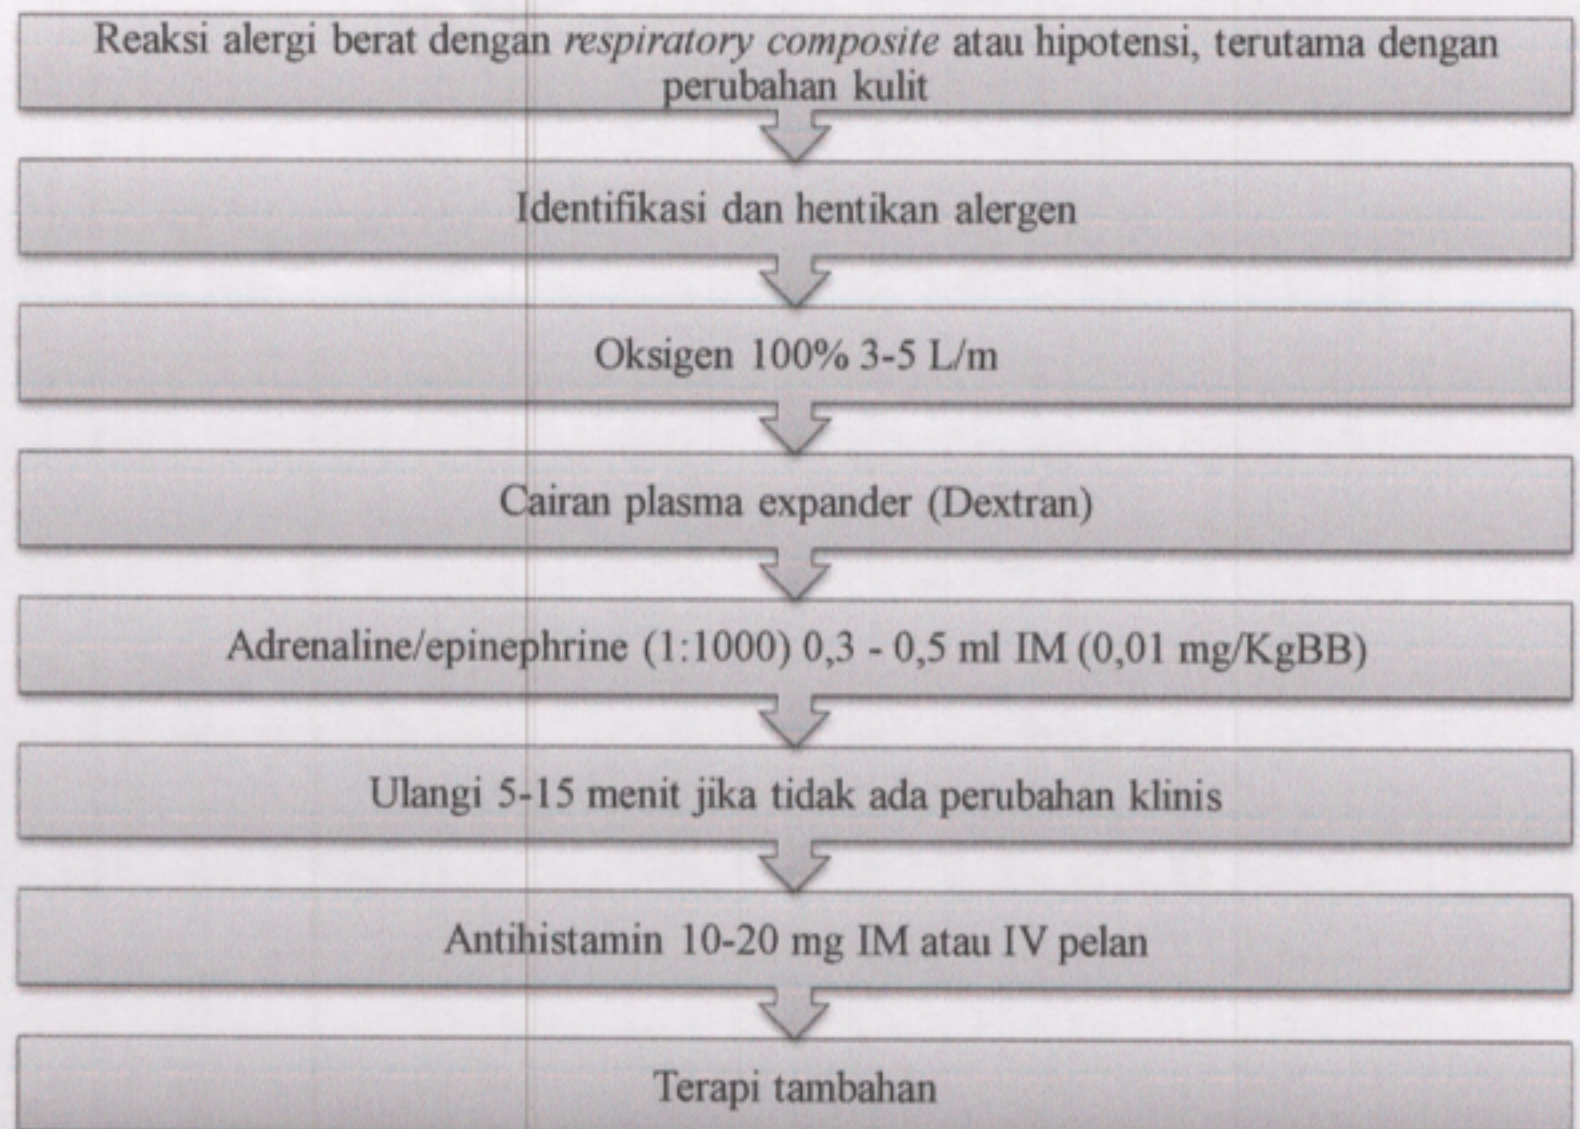 Reaksi alergi berat dengan respiratory composite atau hipotensi, terutama dengan
perubahan kulit
Identifikasi dan hentikan alergen
Oksigen 100% 3-5 L/m
Cairan plasma expander (Dextran)
Adrenaline/epinephrine (1:1000) 0,3 - 0,5 ml IM (0,01 mg/KgBB)
Ulangi 5-15 menit jika tidak ada perubahan klinis
Antihistamin 10-20 mg IM atau IV pelan
Terapi tambahan